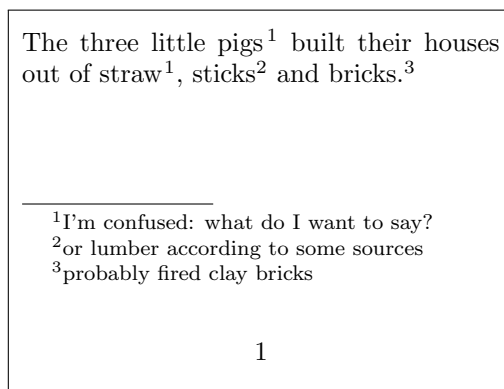 The three little pigs¹ built their houses
out of straw¹, sticks² and bricks.³
¹I'm confused: what do I want to say?
²or lumber according to some sources
³probably fired clay bricks
1